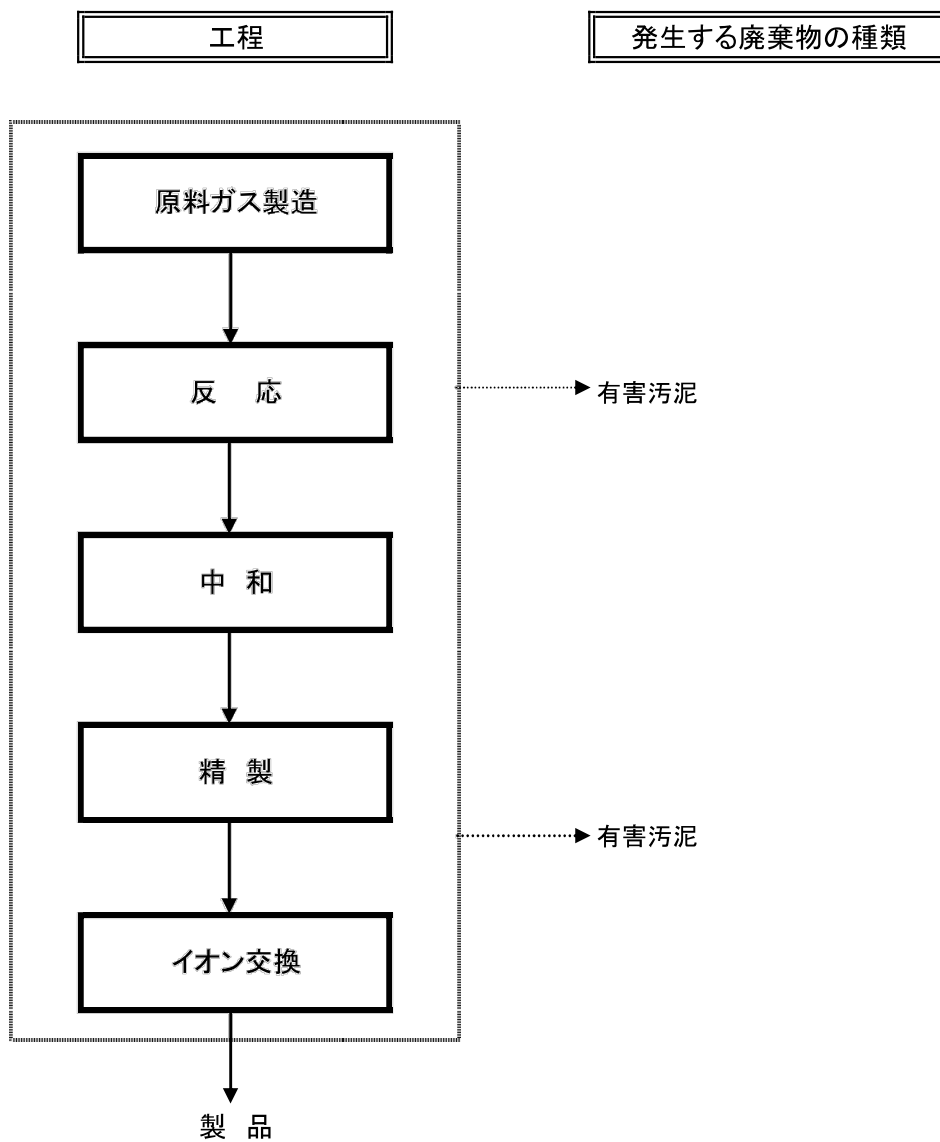 工程
発生する廃棄物の種類
原料ガス製造
反 応
有害汚泥
中 和
精 製
有害汚泥
イオン交換
製 品